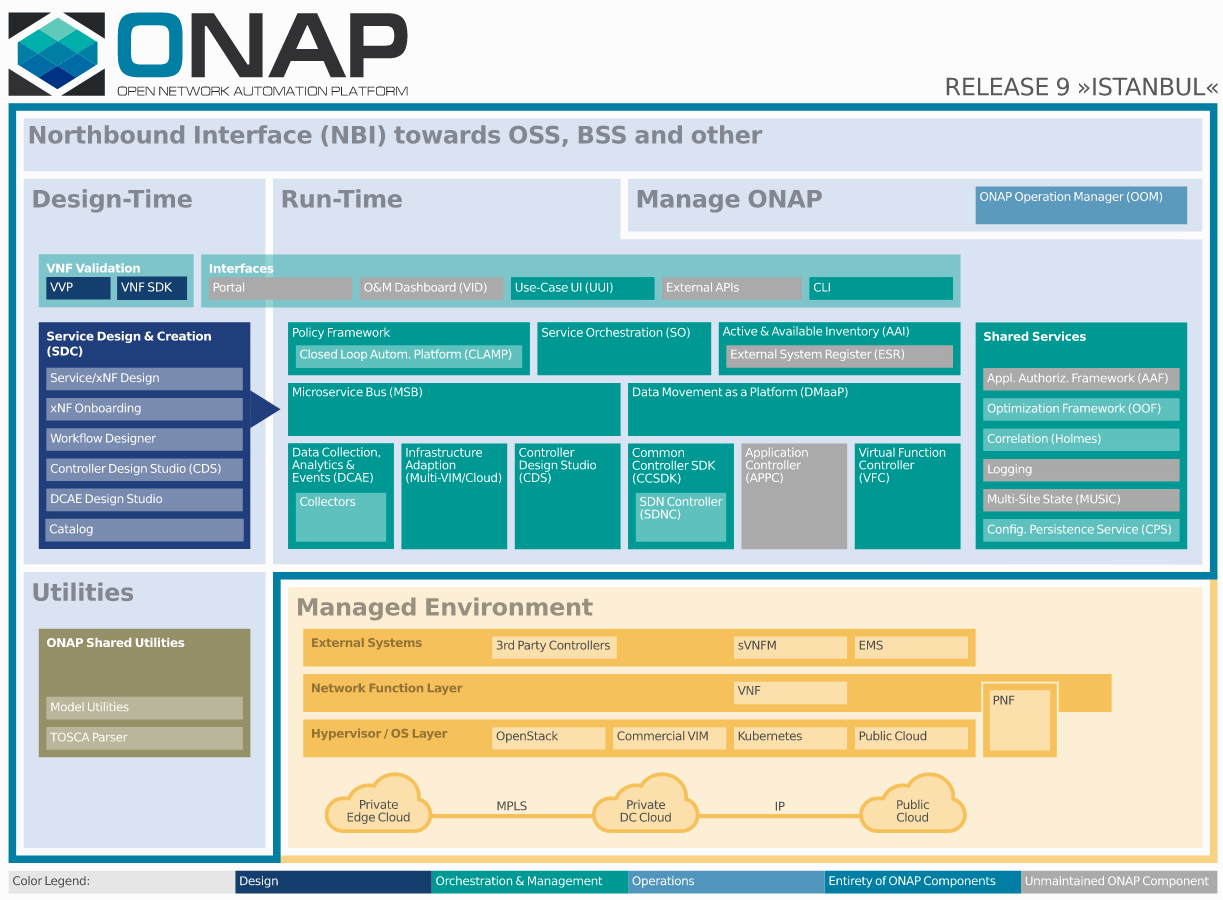 ONAP
OPEN NETWORK AUTOMATION PLATFORM
RELEASE 9 »ISTANBUL«
Northbound Interface (NBI) towards OSS, BSS and other
Design-Time
Run-Time
Manage ONAP
ONAP Operation Manager (OOM)
VNF Validation
VVP
VNF SDK
Interfaces
Portal
O&M Dashboard (VID)
Use-Case UI (UUI)
External APIs
CLI
Service Design & Creation
(SDC)
Service/xNF Design
xNF Onboarding
Workflow Designer
Controller Design Studio (CDS)
DCAE Design Studio
Catalog
Policy Framework
Closed Loop Autom. Platform (CLAMP)
Service Orchestration (SO)
Active & Available Inventory (AAI)
External System Register (ESR)
Microservice Bus (MSB)
Data Movement as a Platform (DMaaP)
Data Collection,
Analytics &
Events (DCAE)
Collectors
Infrastructure
Adaption
(Multi-VIM/Cloud)
Controller
Design Studio
(CDS)
Common
Controller SDK
(CCSDK)
SDN Controller
(SDNC)
Application
Controller
(APPC)
Virtual Function
Controller
(VFC)
Shared Services
Appl. Authoriz. Framework (AAF)
Optimization Framework (OOF)
Correlation (Holmes)
Logging
Multi-Site State (MUSIC)
Config. Persistence Service (CPS)
Utilities
ONAP Shared Utilities
Model Utilities
TOSCA Parser
Managed Environment
External Systems
3rd Party Controllers
sVNFM
EMS
Network Function Layer
VNF
PNF
Hypervisor / OS Layer
OpenStack
Commercial VIM
Kubernetes
Public Cloud
Private
Edge Cloud
MPLS
Private
DC Cloud
IP
Public
Cloud
Color Legend:
Design
Orchestration & Management
Operations
Entirety of ONAP Components
Unmaintained ONAP Component